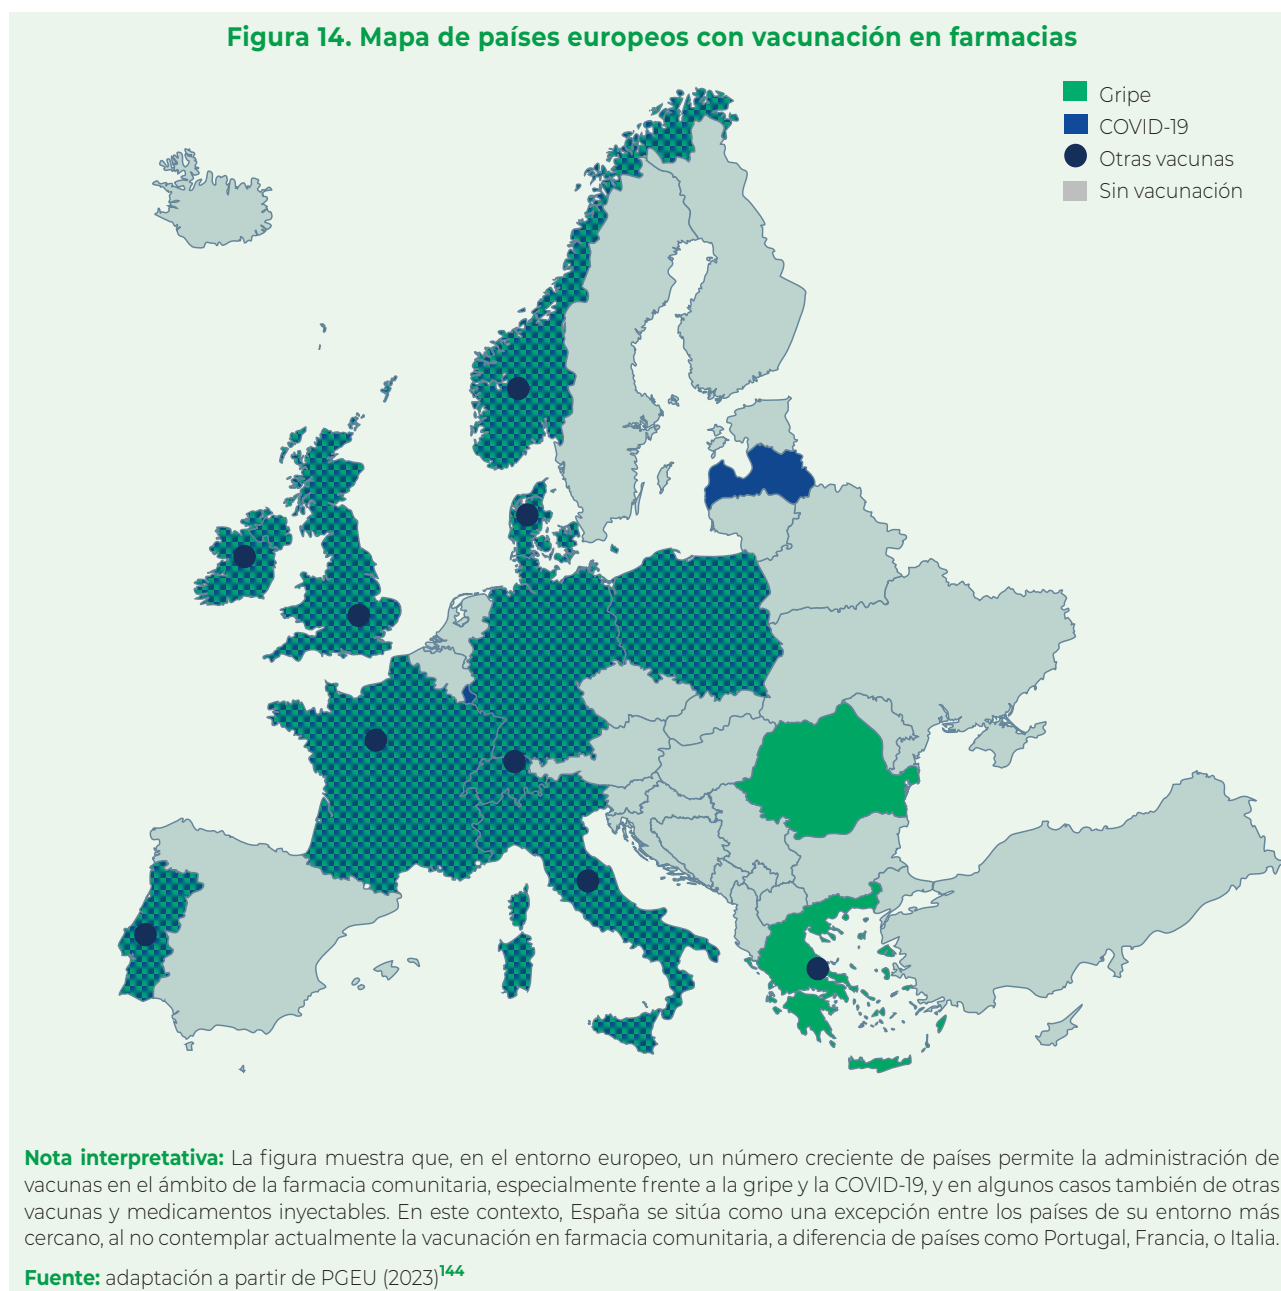 Figura 14. Mapa de países europeos con vacunación en farmacias
Gripe
COVID-19
Otras vacunas
Sin vacunación
Nota interpretativa: La figura muestra que, en el entorno europeo, un número creciente de países permite la administración de
vacunas en el ámbito de la farmacia comunitaria, especialmente frente a la gripe y la COVID-19, y en algunos casos también de otras
vacunas y medicamentos inyectables. En este contexto, España se sitúa como una excepción entre los países de su entorno más
cercano, al no contemplar actualmente la vacunación en farmacia comunitaria, a diferencia de países como Portugal, Francia, o Italia.
Fuente: adaptación a partir de PGEU (2023)144